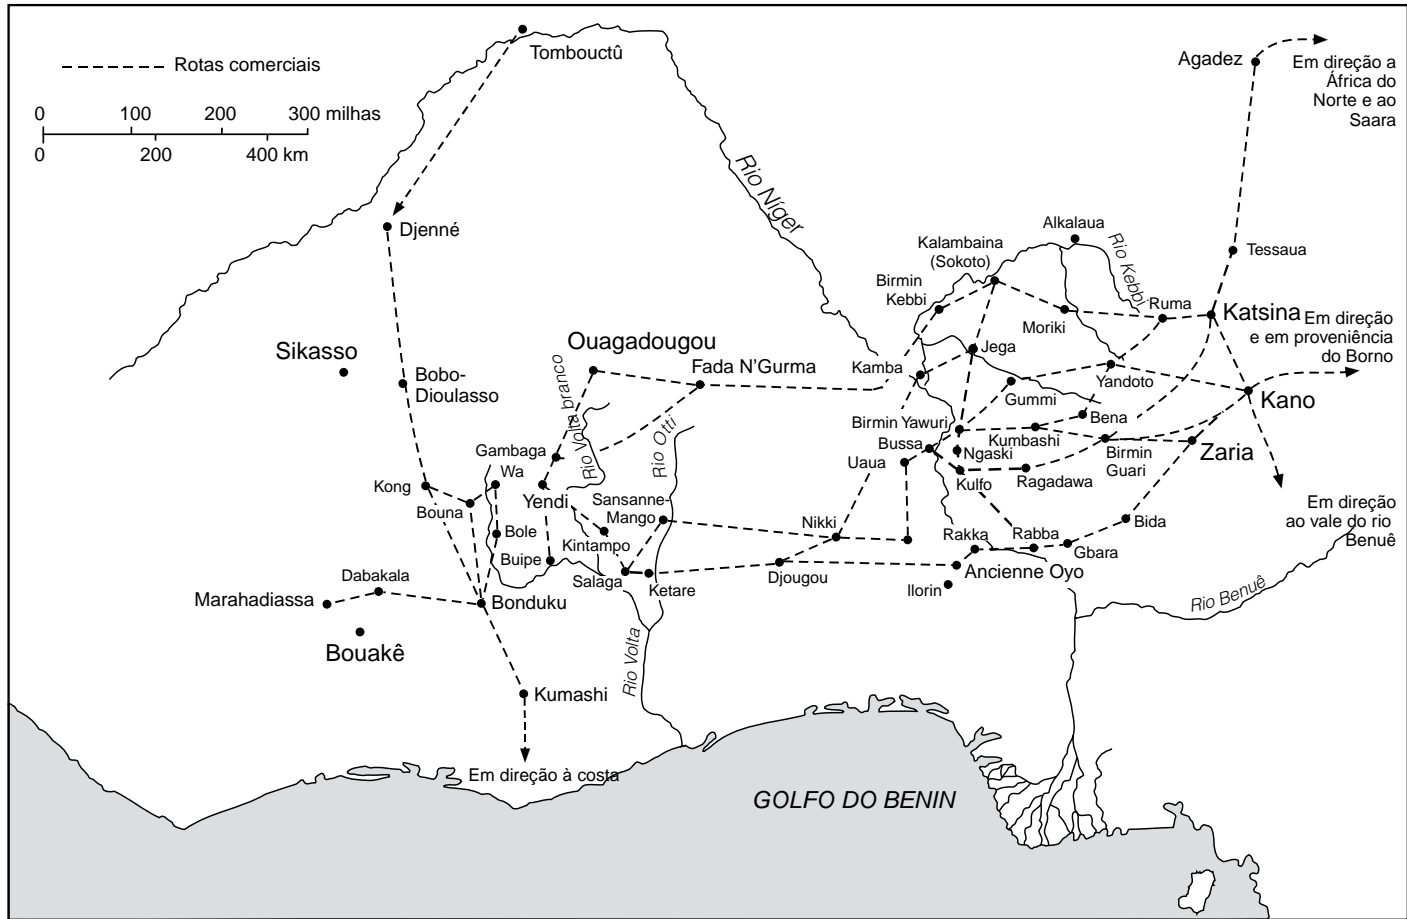 Tombouctû
Rotas comerciais
0 100 200 300 milhas
0 200 400 km
Agadez
Em direção a
África do
Norte e ao
Saara
Rio Níger
Djenné
Alkalaua
Kalambaina
(Sokoto)
Rio Kebbi
Tessaua
Birmin
Kebbi
Ruma
Katsina
Moriki
Em direção
e em proveniência
do Borno
Sikasso
Ouagadougou
Fada N'Gurma
Jega
Kamba
Yandoto
Bobo-
Dioulasso
Rio Volta branco
Gummi
Kano
Birmin Yawuri
Bena
Kumbashi
Bussa
Ngaski
Birmin
Guari
Zaria
Gambaga
Wa
Rio Volta
Rio Otti
Uaua
Kulfo
Ragadawa
Kong
Yendi
Sansanne-
Mango
Bouna
Em direção
ao vale do rio
Benuê
Bole
Kintampo
Nikki
Rakka
Rabba
Bida
Gbara
Buipe
Salaga
Ketare
Djougou
Ancienne Oyo
Ilorin
Dabakala
Marahadiassa
Bonduku
Rio Benuê
Bouakê
Rio Volta
Kumashi
Em direção à costa
GOLFO DO BENIN